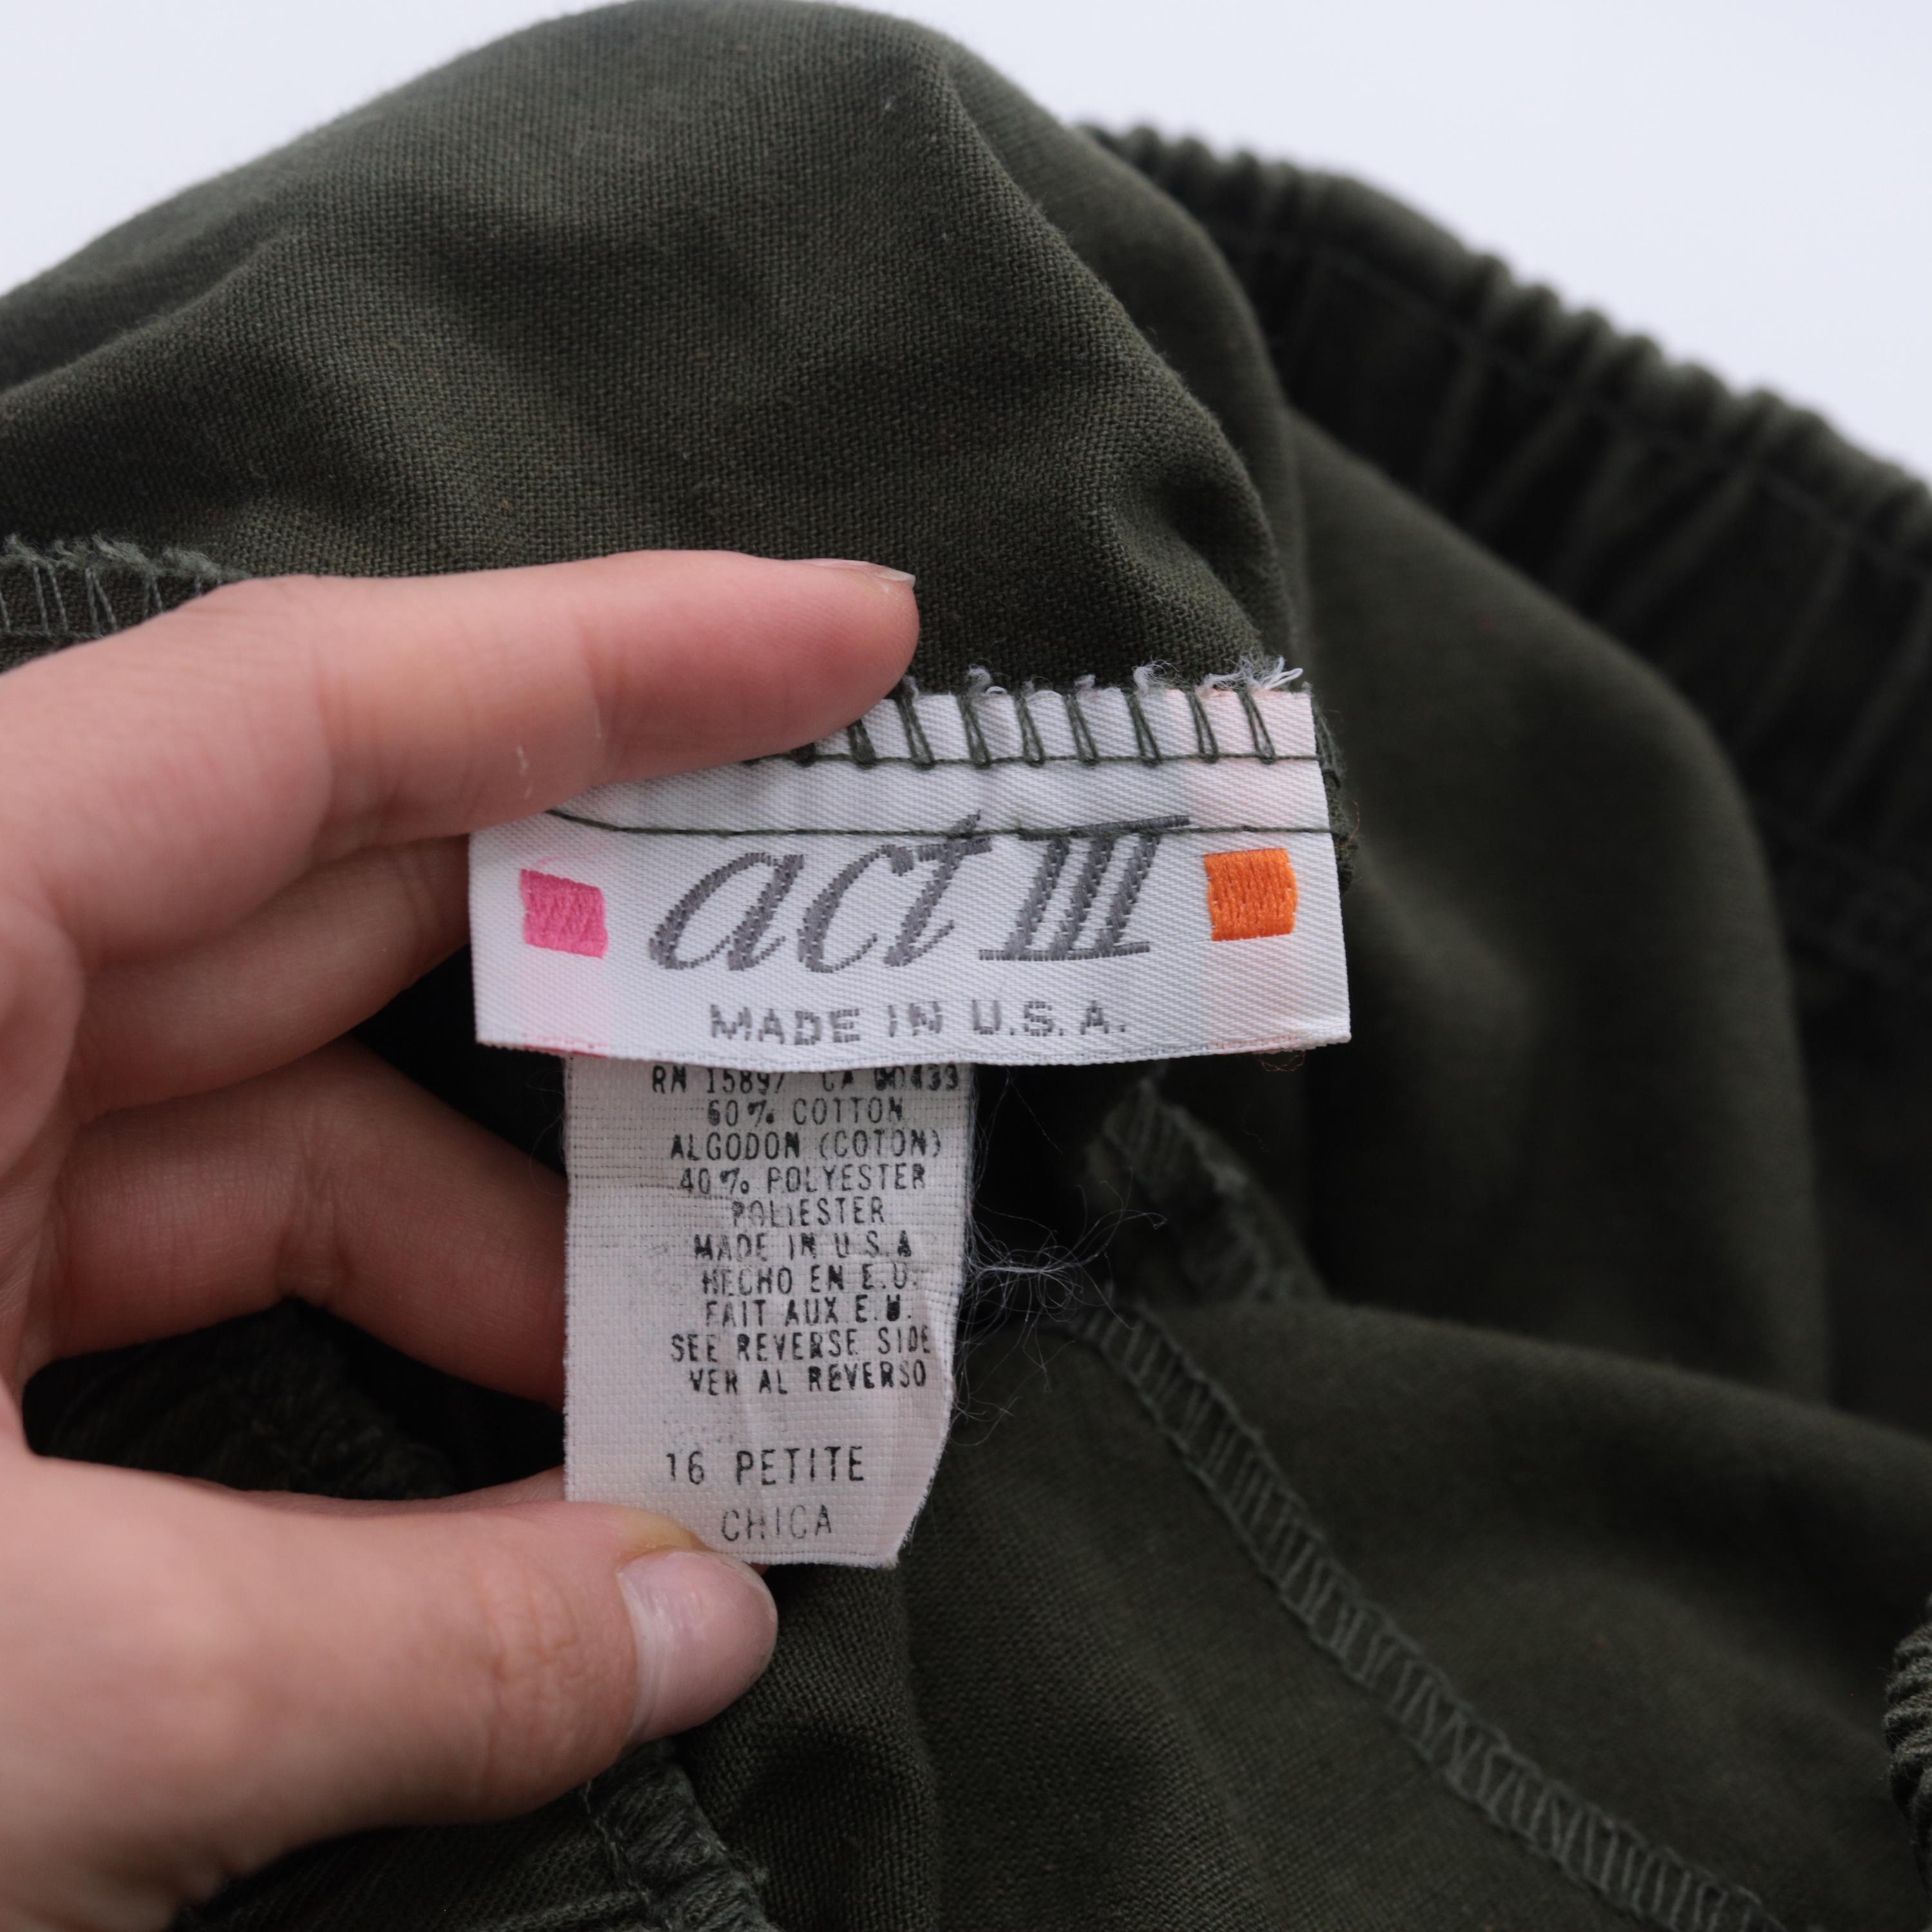 act III
MADE IN U.S.A.
RN 15897 CA 00433
60% COTTON
ALGODON (COTON)
40% POLYESTER
POLIESTER
MADE IN U.S.A
HECHO EN E.U.
FAIT AUX E.U.
SEE REVERSE SIDE
VER AL REVERSO
16 PETITE
CHICA